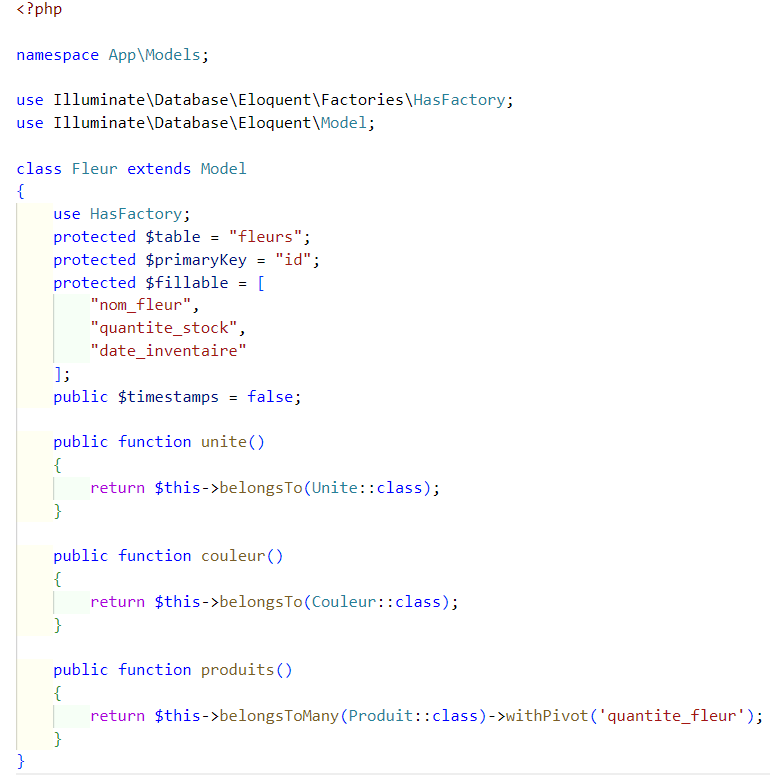 <?php
namespace App\Models;
use Illuminate\Database\Eloquent\Factories\HasFactory;
use Illuminate\Database\Eloquent\Model;
class Fleur extends Model
{
    use HasFactory;
    protected $table = "fleurs";
    protected $primaryKey = "id";
    protected $fillable = [
        "nom_fleur",
        "quantite_stock",
        "date_inventaire"
    ];
    public $timestamps = false;
    public function unite()
    {
        return $this->belongsTo(Unite::class);
    }
    public function couleur()
    {
        return $this->belongsTo(Couleur::class);
    }
    public function produits()
    {
        return $this->belongsToMany(Produit::class)->withPivot('quantite_fleur');
    }
}